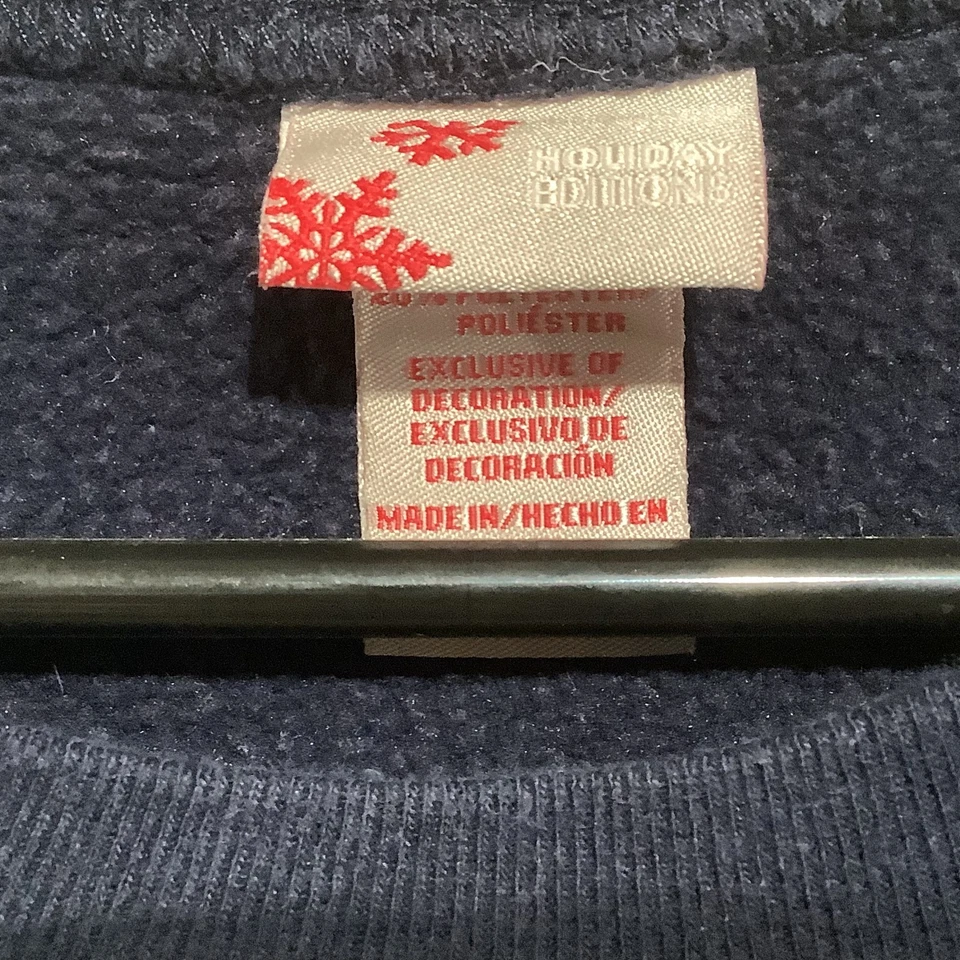 HOLIDAY
EDITIONS
POLIÉSTER
EXCLUSIVE OF
DECORATION/
EXCLUSIVO DE
DECORACIÓN
MADE IN/HECHO EN